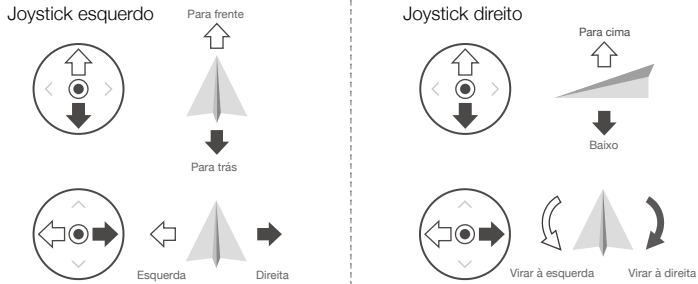 Joystick esquerdo
Para frente
Para trás
Esquerda
Direita
Joystick direito
Para cima
Baixo
Virar à esquerda
Virar à direita